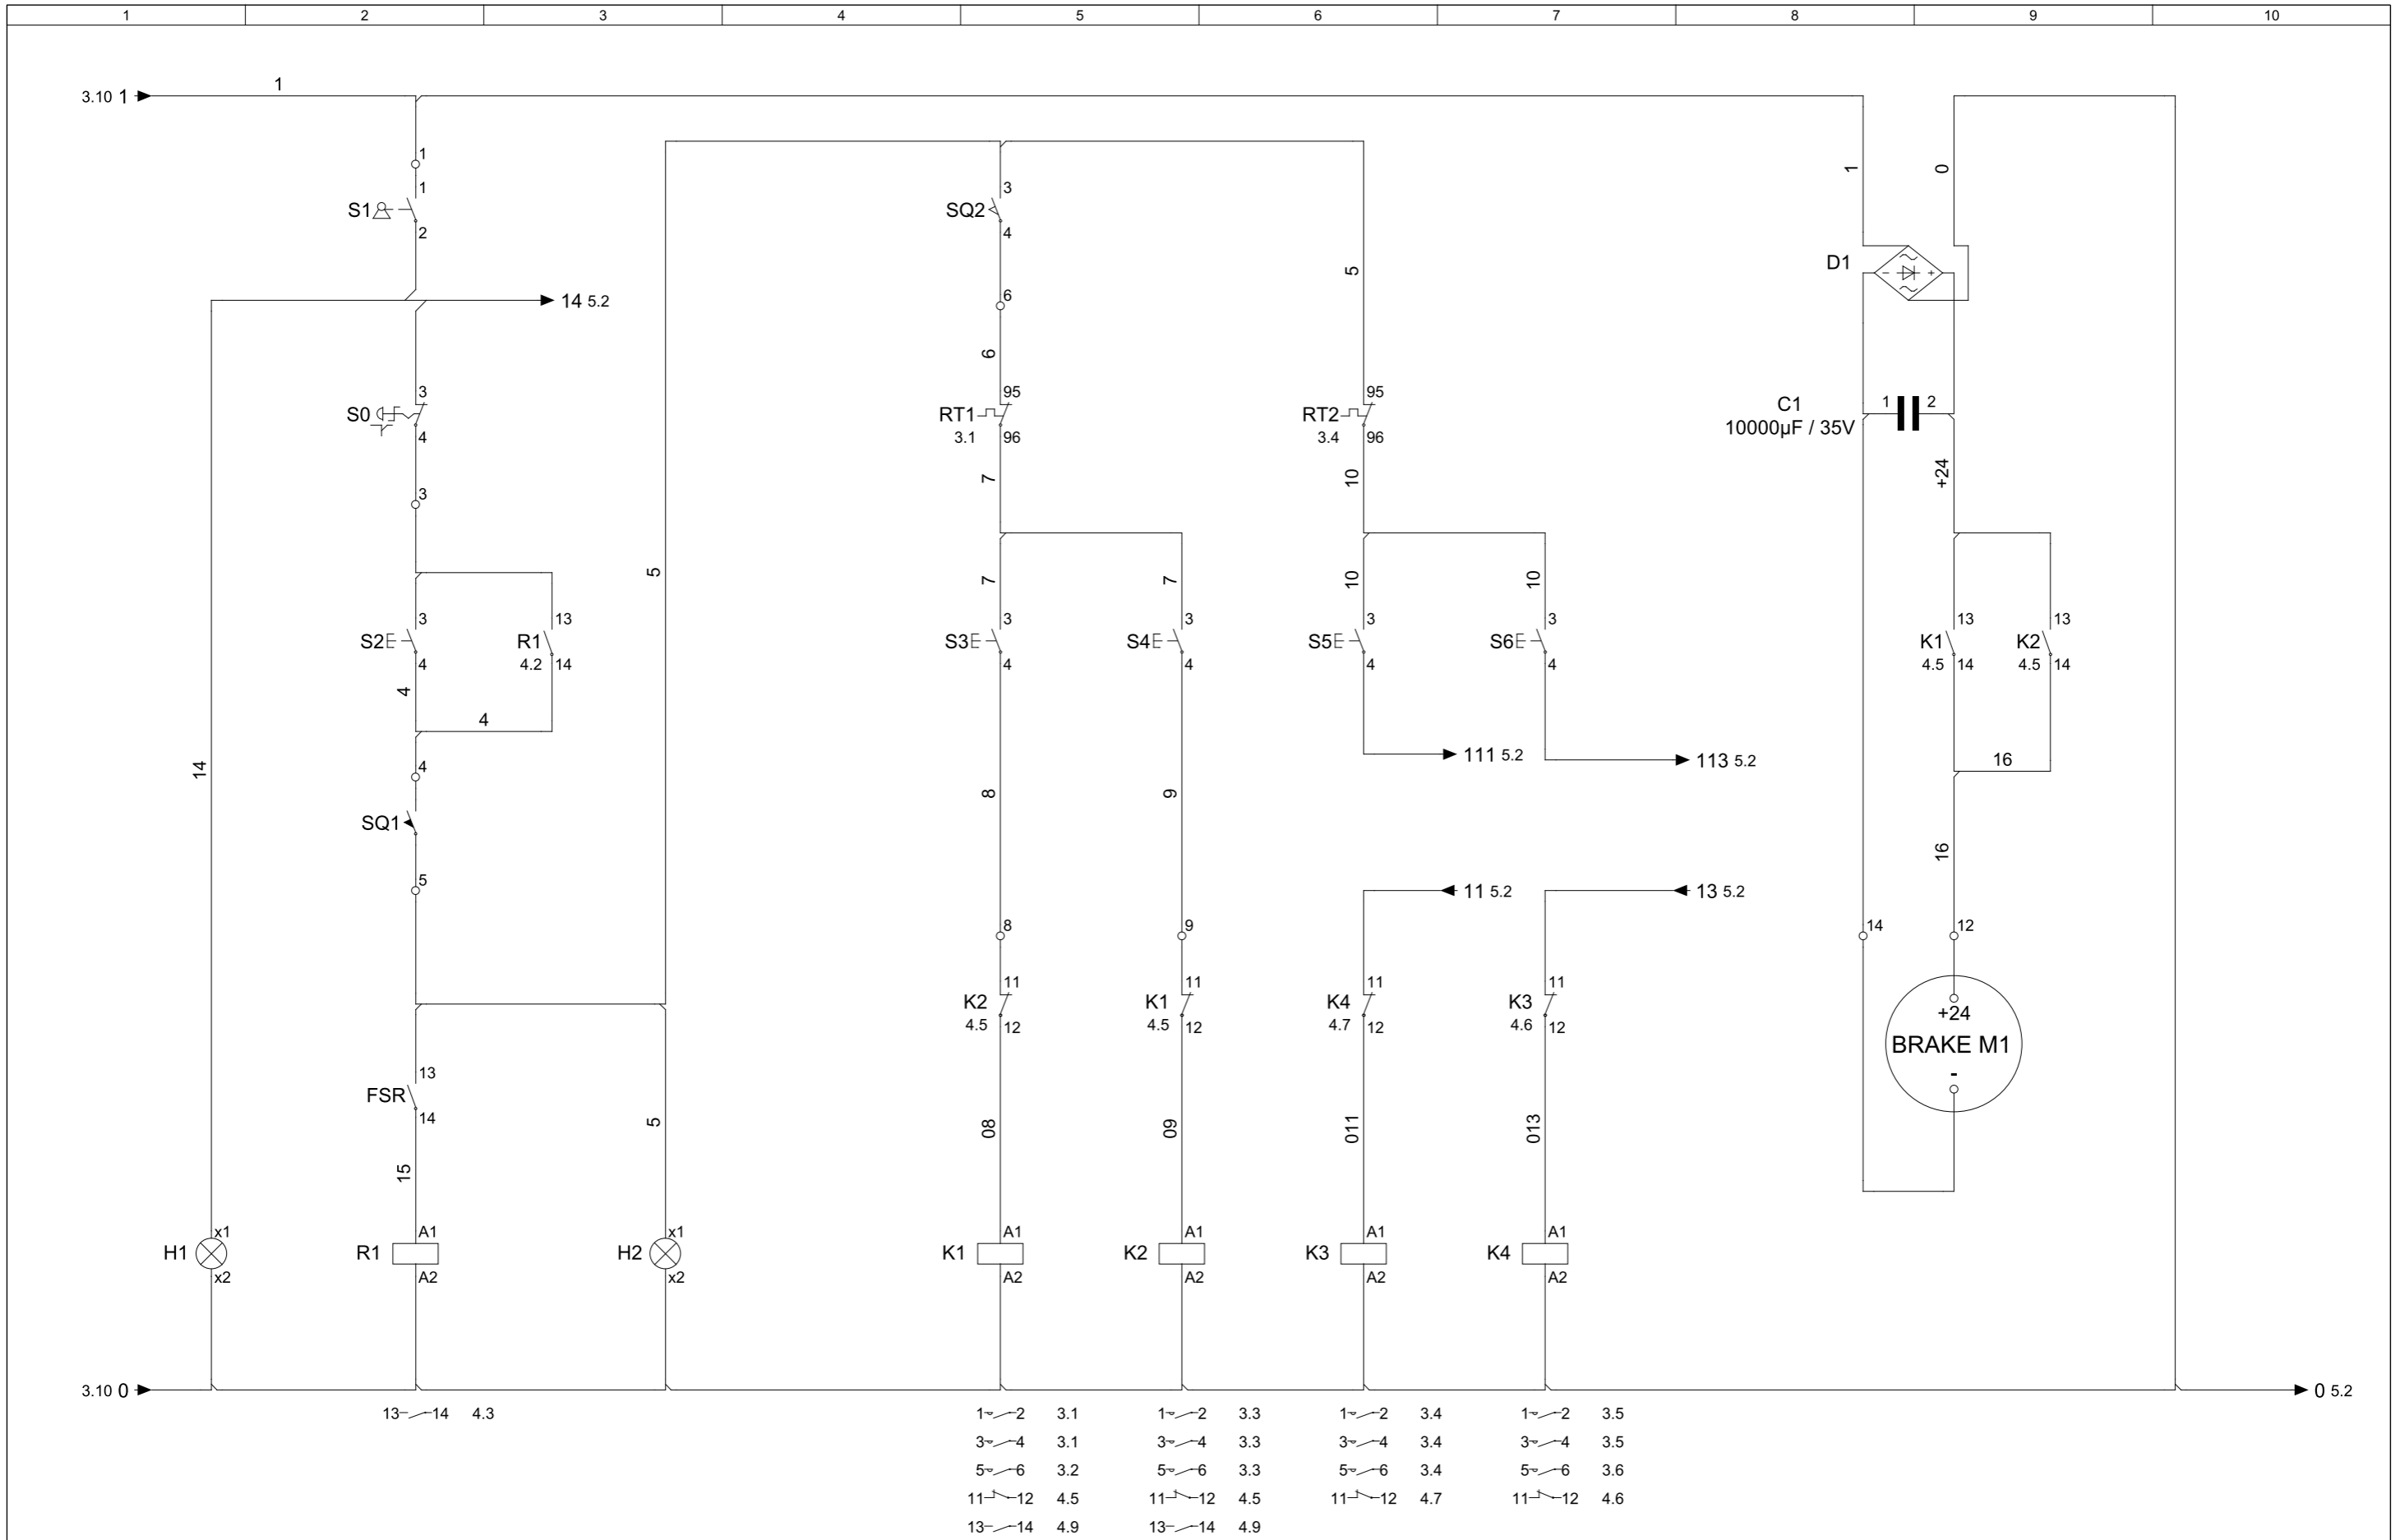 1 2 3 4 5 6 7 8 9 10
1
3.10 1
1
1
S1
2
3
SQ2
4
1
0
D1
- +
14 5.2
5
6
6
3
S0
4
95
RT1
3.1 96
95
RT2
3.4 96
C1
10000µF / 35V
1 2
3
7
10
+24
5
7
7
10
10
3
S2
4
13
R1
4.2 14
3
S3
4
3
S4
4
3
S5
4
3
S6
4
13
K1
4.5 14
13
K2
4.5 14
4
4
111 5.2
113 5.2
16
14
4
8
9
SQ1
16
5
11 5.2
13 5.2
8
9
14
12
11
K2
4.5 12
11
K1
4.5 12
11
K4
4.7 12
11
K3
4.6 12
+24
BRAKE M1
-
13
FSR
14
5
08
09
011
013
15
x1
H1
x2
A1
R1
A2
x1
H2
x2
A1
K1
A2
A1
K2
A2
A1
K3
A2
A1
K4
A2
3.10 0
0 5.2
13 14 4.3
1 2 3.1
3 4 3.1
5 6 3.2
11 12 4.5
13 14 4.9
1 2 3.3
3 4 3.3
5 6 3.3
11 12 4.5
13 14 4.9
1 2 3.4
3 4 3.4
5 6 3.4
11 12 4.7
1 2 3.5
3 4 3.5
5 6 3.6
11 12 4.6